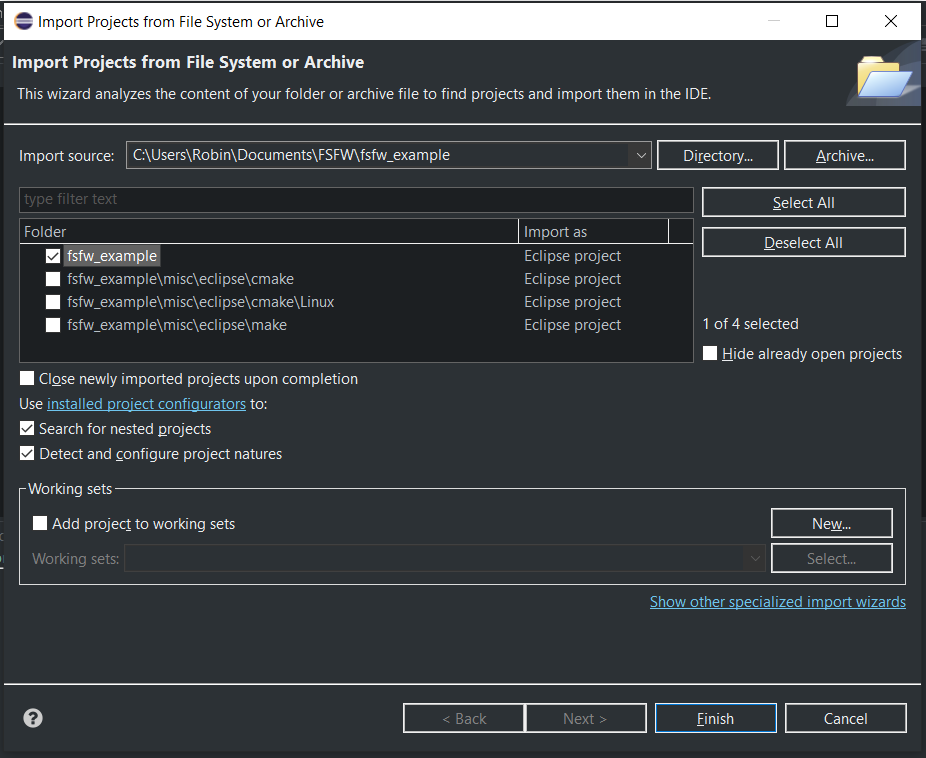 Import Projects from File System or Archive
Import Projects from File System or Archive
This wizard analyzes the content of your folder or archive file to find projects and import them in the IDE.
Import source: C:\Users\Robin\Documents\FSFW\fsfw_example Directory... Archive...
type filter text Select All
Folder Import as
Deselect All
fsfw_example Eclipse project
fsfw_example\misc\eclipse\cmake Eclipse project
fsfw_example\misc\eclipse\cmake\Linux Eclipse project
fsfw_example\misc\eclipse\make Eclipse project
1 of 4 selected
Hide already open projects
Close newly imported projects upon completion
Use installed project configurators to:
Search for nested projects
Detect and configure project natures
Working sets
Add project to working sets New...
Working sets: Select...
Show other specialized import wizards
? < Back Next > Finish Cancel